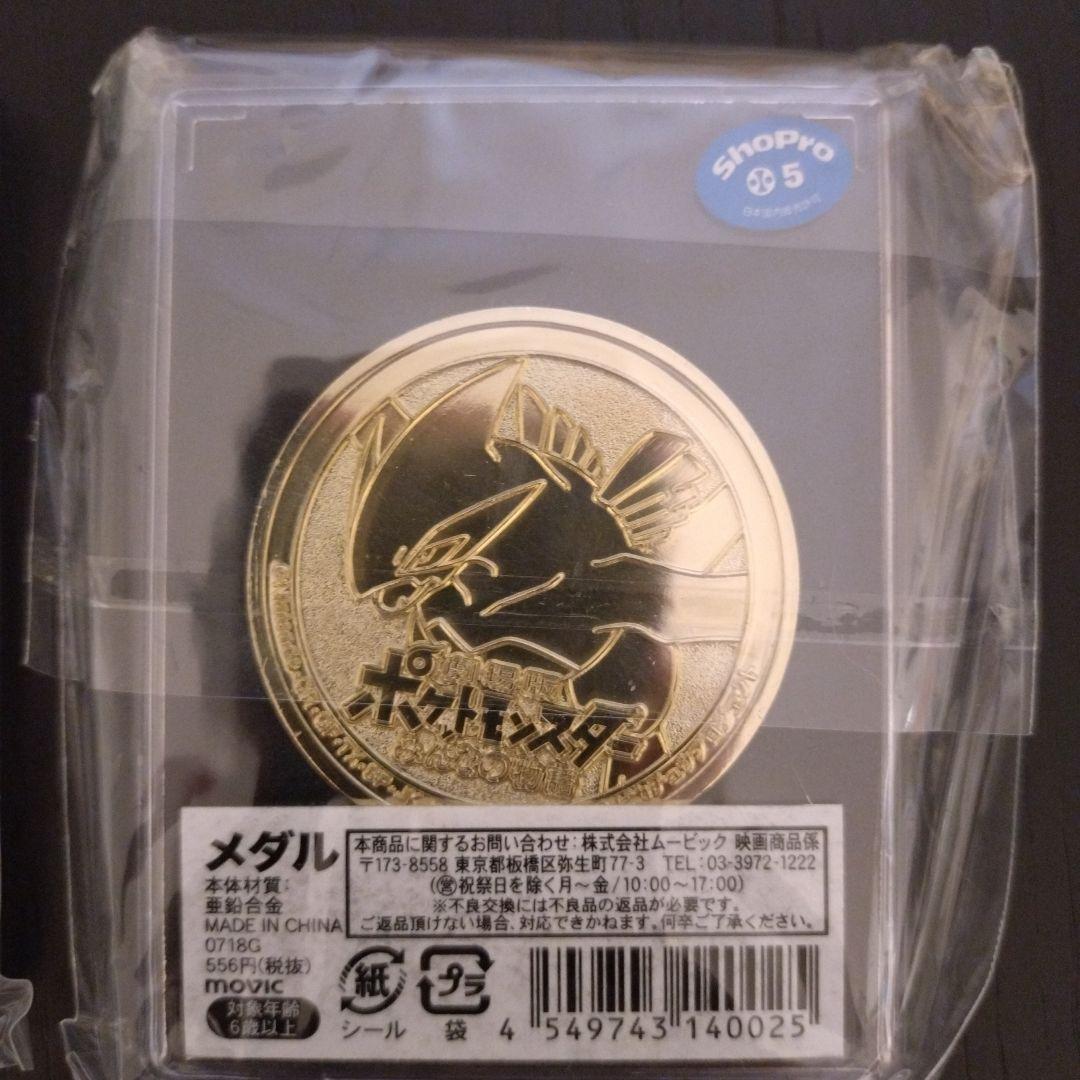 ShoPro
5
劇場版
ポケットモンスター
みんなの物語
メダル
本体材質:
亜鉛合金
MADE IN CHINA
0718G
556円(税抜)
movic
対象年齢
6歳以上
本商品に関するお問い合わせ:株式会社ムービック 映画商品係
〒173-8558 東京都板橋区弥生町77-3 TEL:03-3972-1222
(営祝祭日を除く月～金/10:00～17:00)
※不良交換には不良品の返品が必要です。
ご返品頂けない場合、対応できかねます。何卒ご了承ください。
紙
シール
プラ
袋
4 549743 140025